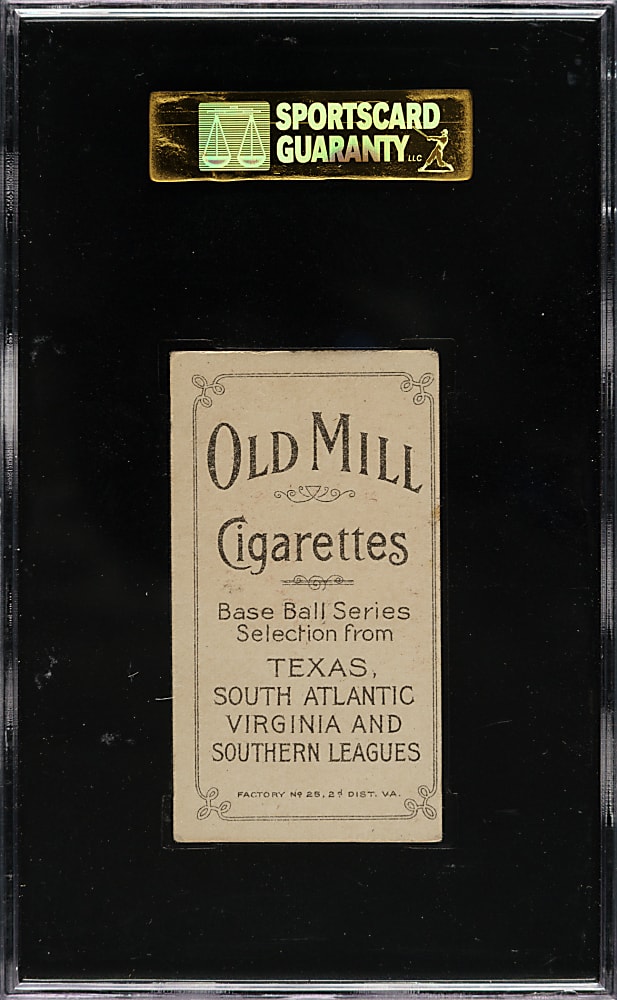 SPORTSCARD
GUARANTY LLC
OLD MILL
Cigarettes
Base Ball Series
Selection from
TEXAS,
SOUTH ATLANTIC
VIRGINIA AND
SOUTHERN LEAGUES
FACTORY Nº 25, 2d DIST. VA.